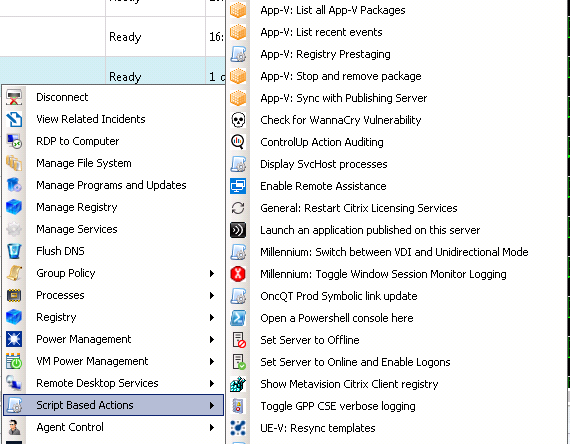 Ready
16:
Ready
1 d
Disconnect
View Related Incidents
RDP to Computer
Manage File System
Manage Programs and Updates
Manage Registry
Manage Services
Flush DNS
Group Policy
Processes
Registry
Power Management
VM Power Management
Remote Desktop Services
Script Based Actions
Agent Control
App-V: List all App-V Packages
App-V: List recent events
App-V: Registry Prestaging
App-V: Stop and remove package
App-V: Sync with Publishing Server
Check for WannaCry Vulnerability
ControlUp Action Auditing
Display SvcHost processes
Enable Remote Assistance
General: Restart Citrix Licensing Services
Launch an application published on this server
Millennium: Switch between VDI and Unidirectional Mode
Millennium: Toggle Window Session Monitor Logging
OncQT Prod Symbolic link update
Open a Powershell console here
Set Server to Offline
Set Server to Online and Enable Logons
Show Metavision Citrix Client registry
Toggle GPP CSE verbose logging
UE-V: Resync templates